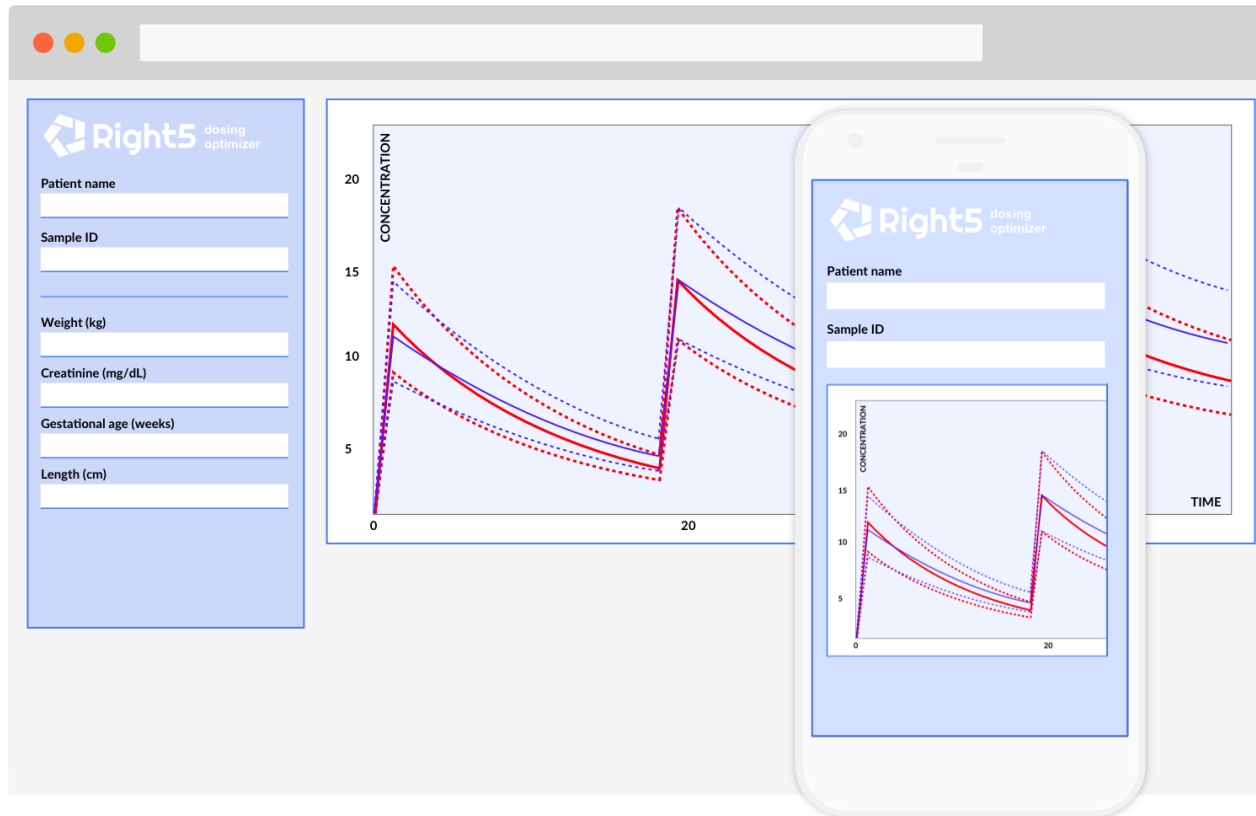 Right5 dosing
optimizer
Patient name
Sample ID
Weight (kg)
Creatinine (mg/dL)
Gestational age (weeks)
Length (cm)
CONCENTRATION
20
15
10
5
0
20
TIME
Right5 dosing
optimizer
Patient name
Sample ID
CONCENTRATION
20
15
10
5
0
20